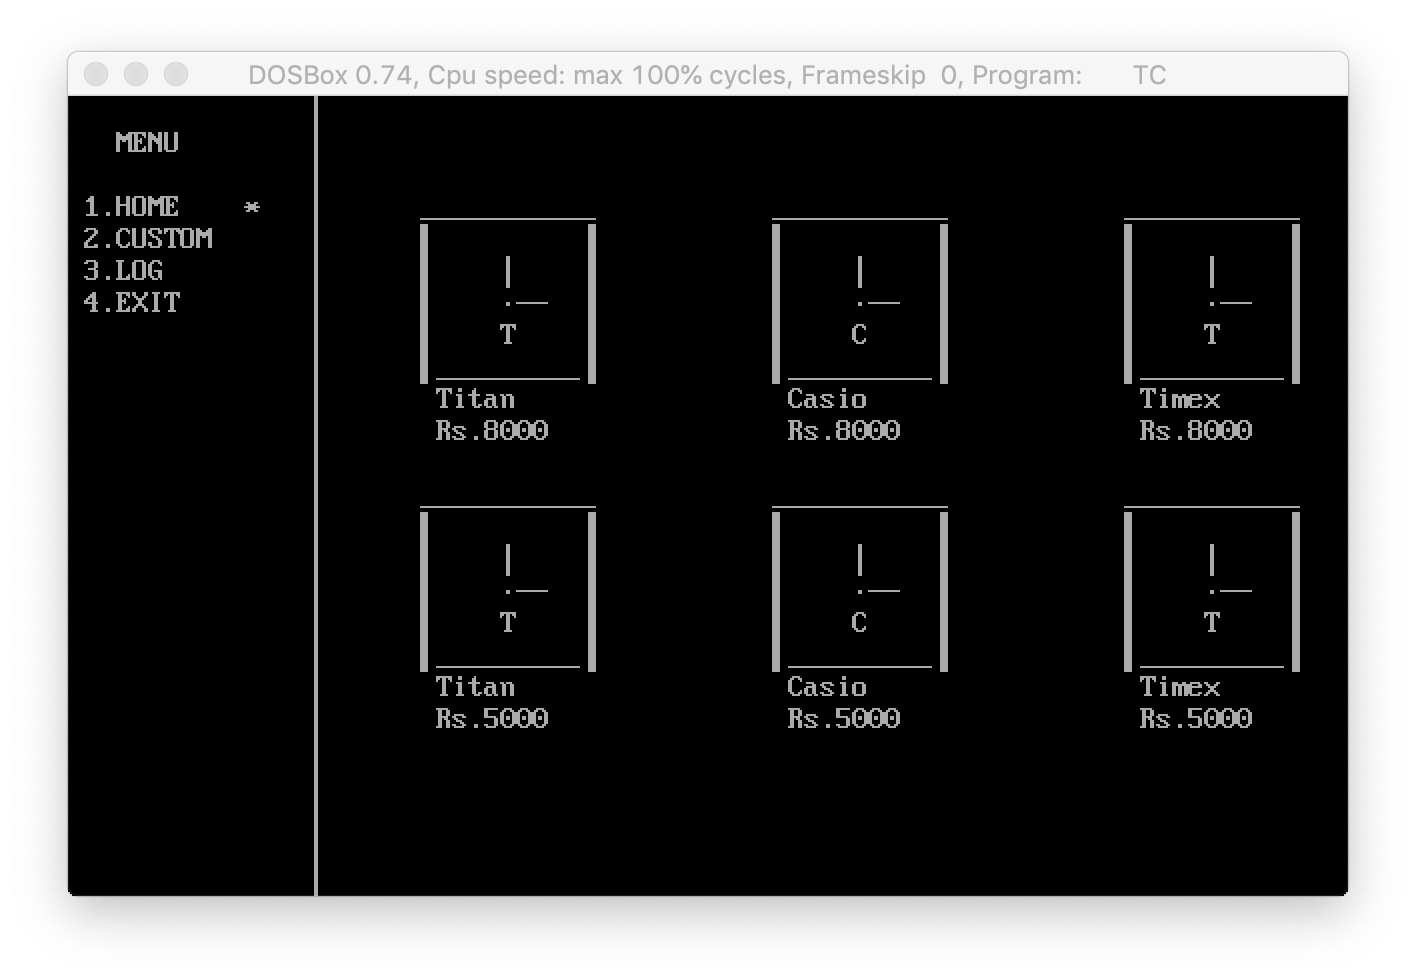 DOSBox 0.74, Cpu speed: max 100% cycles, Frameskip 0, Program: TC
MENU
1.HOME *
2.CUSTOM
3.LOG
4.EXIT
T C T
Titan Casio Timex
Rs.8000 Rs.8000 Rs.8000
T C T
Titan Casio Timex
Rs.5000 Rs.5000 Rs.5000